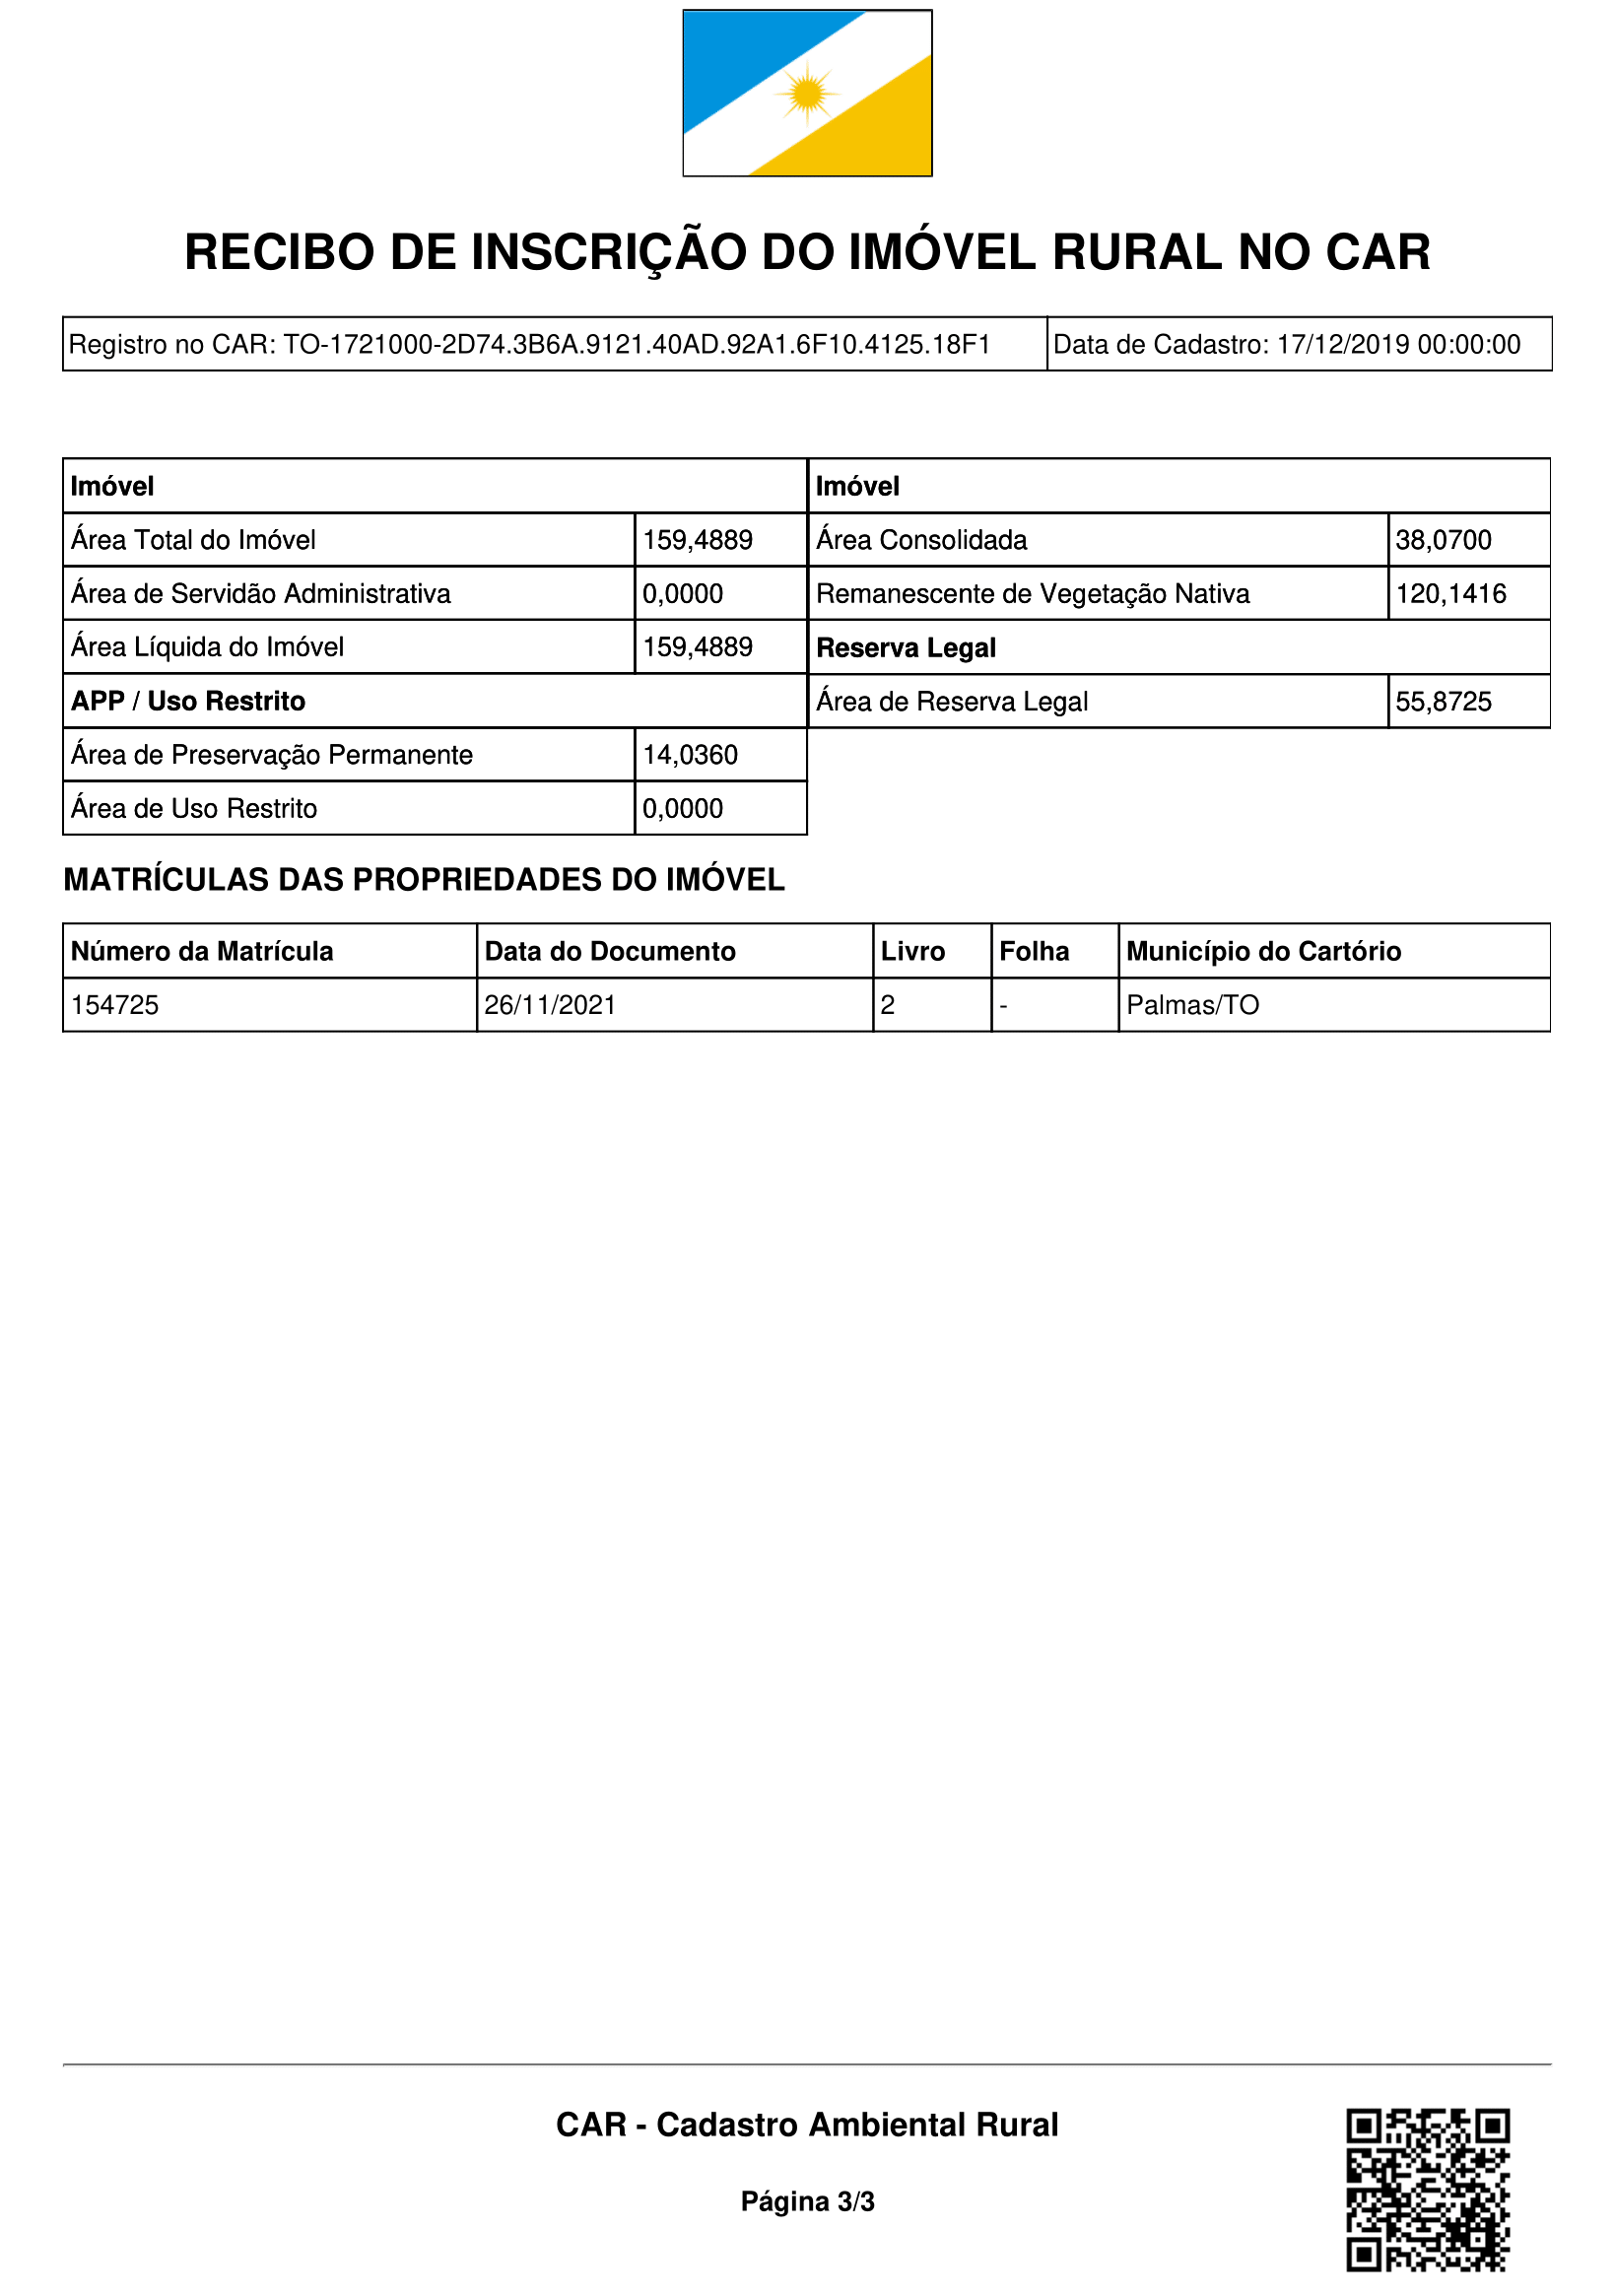 RECIBO DE INSCRIÇÃO DO IMÓVEL RURAL NO CAR
Registro no CAR: TO-1721000-2D74.3B6A.9121.40AD.92A1.6F10.4125.18F1 Data de Cadastro: 17/12/2019 00:00:00
Imóvel
Área Total do Imóvel 159,4889
Área de Servidão Administrativa 0,0000
Área Líquida do Imóvel 159,4889
APP / Uso Restrito
Área de Preservação Permanente 14,0360
Área de Uso Restrito 0,0000
Imóvel
Área Consolidada 38,0700
Remanescente de Vegetação Nativa 120,1416
Reserva Legal
Área de Reserva Legal 55,8725
MATRÍCULAS DAS PROPRIEDADES DO IMÓVEL
Número da Matrícula Data do Documento Livro Folha Município do Cartório
154725 26/11/2021 2 - Palmas/TO
CAR - Cadastro Ambiental Rural
Página 3/3